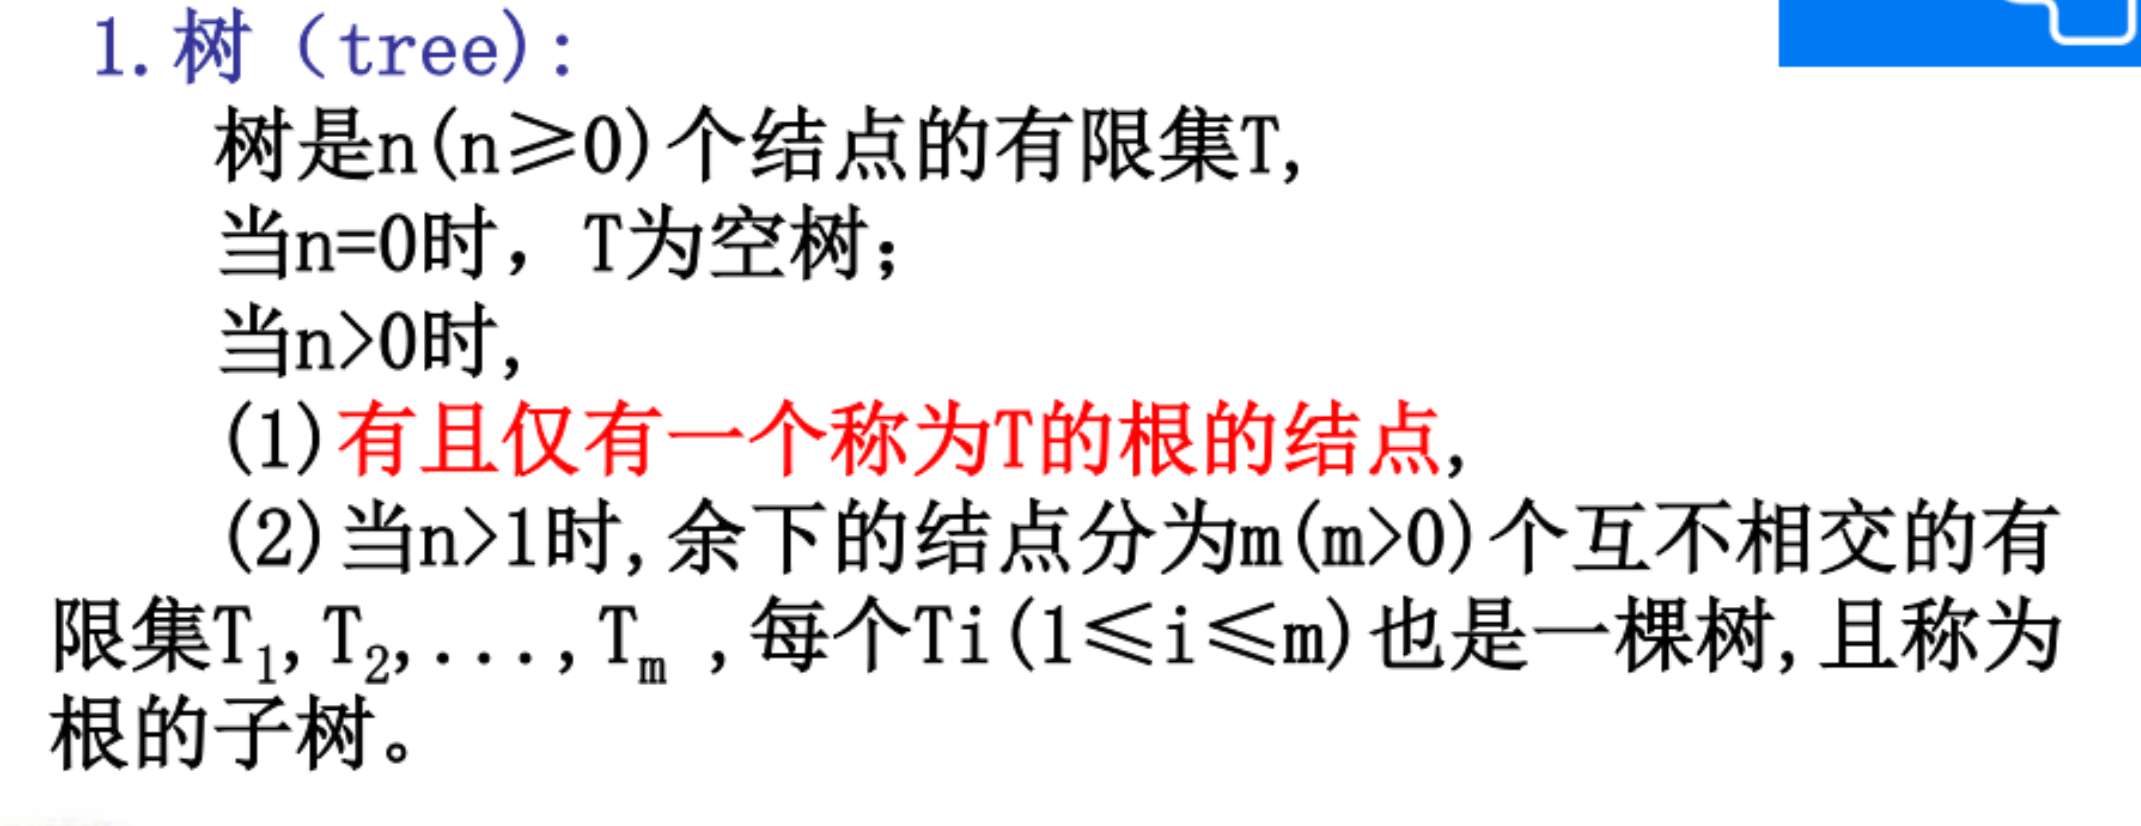 1.树（tree):
树是n(n≥0)个结点的有限集T,
当n=0时，T为空树；
当n>0时,
(1)有且仅有一个称为T的根的结点,
(2)当n>1时,余下的结点分为m(m>0)个互不相交的有
限集T₁,T₂,...,Tₘ ,每个Ti(1≤i≤m)也是一棵树,且称为
根的子树。